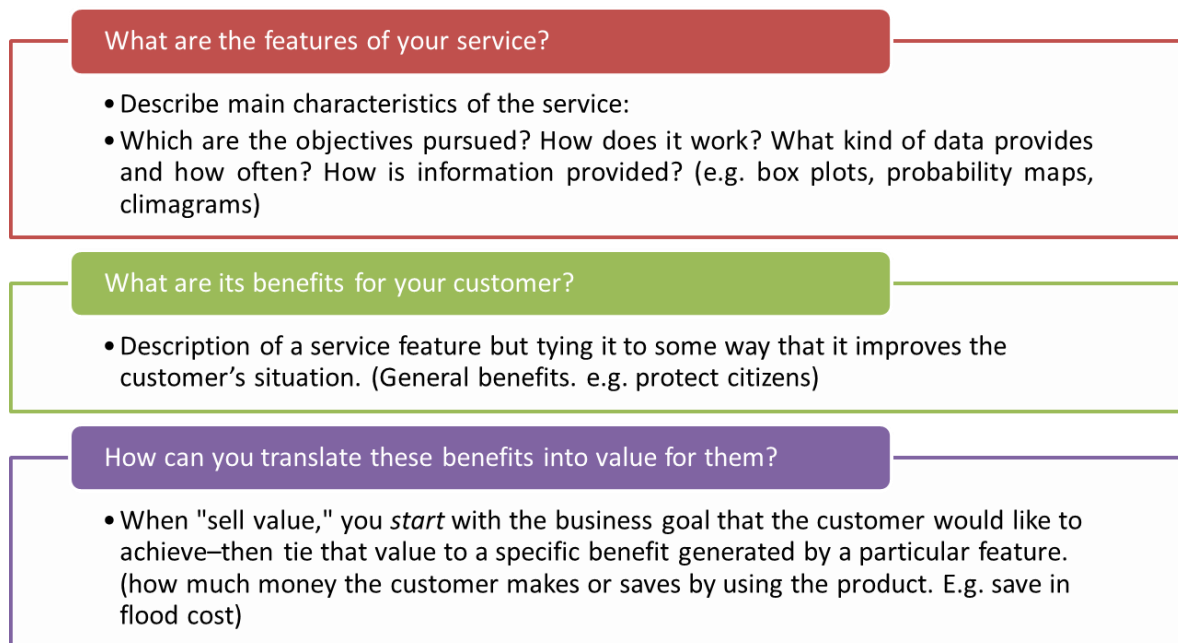 What are the features of your service?
• Describe main characteristics of the service:
• Which are the objectives pursued? How does it work? What kind of data provides
and how often? How is information provided? (e.g. box plots, probability maps,
climagrams)
What are its benefits for your customer?
• Description of a service feature but tying it to some way that it improves the
customer’s situation. (General benefits. e.g. protect citizens)
How can you translate these benefits into value for them?
• When "sell value," you start with the business goal that the customer would like to
achieve–then tie that value to a specific benefit generated by a particular feature.
(how much money the customer makes or saves by using the product. E.g. save in
flood cost)